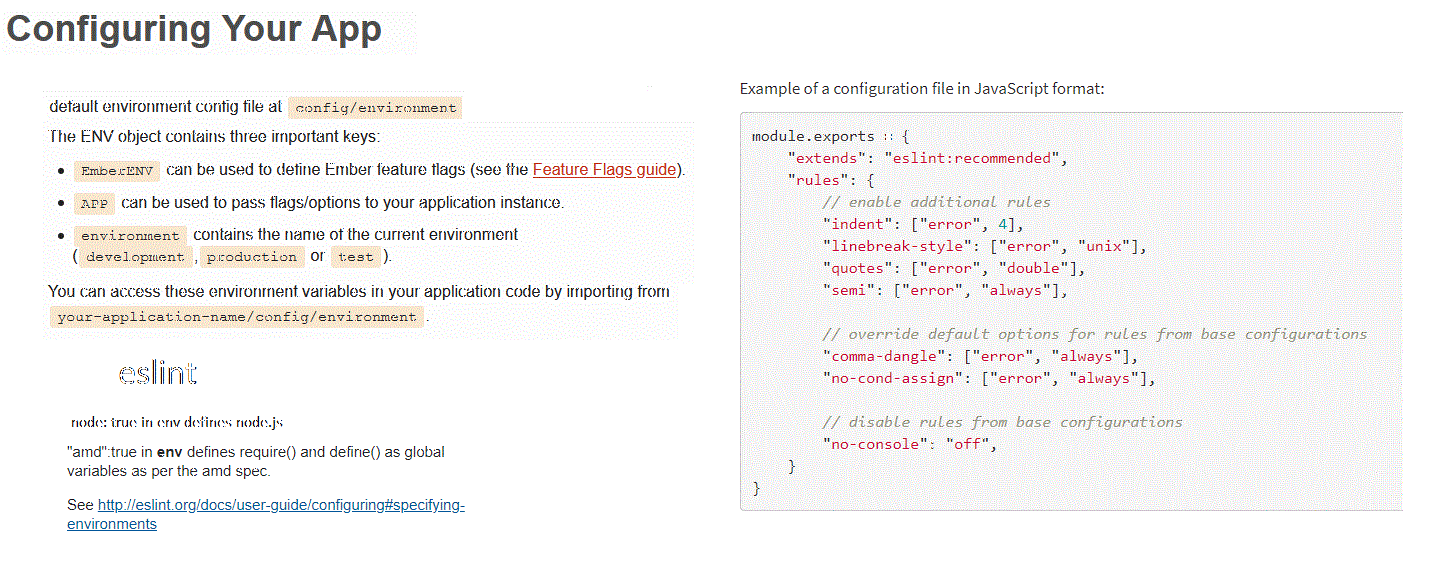 Configuring Your App
default environment config file at config/environment
The ENV object contains three important keys:
• EmberENV can be used to define Ember feature flags (see the Feature Flags guide).
• APP can be used to pass flags/options to your application instance.
• environment contains the name of the current environment
( development , production or test ).
You can access these environment variables in your application code by importing from
your-application-name/config/environment .
eslint
node: true in env defines node.js
"amd":true in env defines require() and define() as global
variables as per the amd spec.
See http://eslint.org/docs/user-guide/configuring#specifying-
environments
Example of a configuration file in JavaScript format:
module.exports = {
    "extends": "eslint:recommended",
    "rules": {
        // enable additional rules
        "indent": ["error", 4],
        "linebreak-style": ["error", "unix"],
        "quotes": ["error", "double"],
        "semi": ["error", "always"],
        // override default options for rules from base configurations
        "comma-dangle": ["error", "always"],
        "no-cond-assign": ["error", "always"],
        // disable rules from base configurations
        "no-console": "off",
    }
}